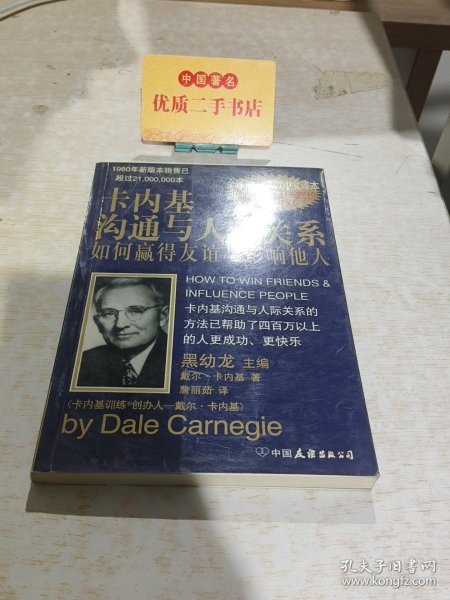 中国著名
优质二手书店
1980年新版本销售已
超过21.000.000本
卡内基
沟通与人 关系
如何赢得友谊 影响他人
HOW TO WIN FRIENDS &
INFLUENCE PEOPLE
卡内基沟通与人际关系的
方法已帮助了四百万以上
的人更成功、更快乐
黑幼龙 主编
戴尔·卡内基 著
詹丽茹 译
(卡内基训练®创办人—戴尔·卡内基)
by Dale Carnegie
中国友谊出版公司
孔夫子旧书网
www.kongfz.com